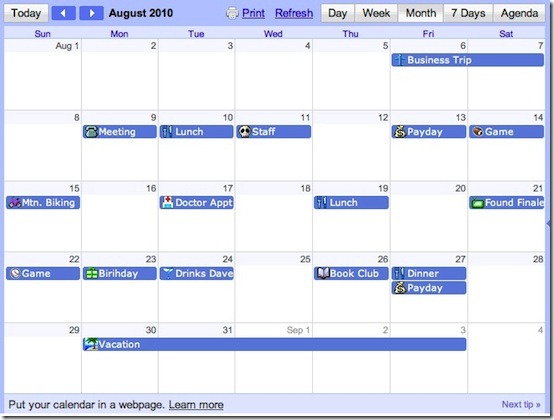 Today August 2010 Print Refresh Day Week Month 7 Days Agenda
Sun Mon Tue Wed Thu Fri Sat
Aug 1 2 3 4 5 6 7
Business Trip
8 9 10 11 12 13 14
Meeting Lunch Staff Payday Game
15 16 17 18 19 20 21
Mtn. Biking Doctor Appt Lunch Found Finale
22 23 24 25 26 27 28
Game Birihday Drinks Dave Book Club Dinner
Payday
29 30 31 Sep 1 2 3 4
Vacation
Put your calendar in a webpage. Learn more Next tip »